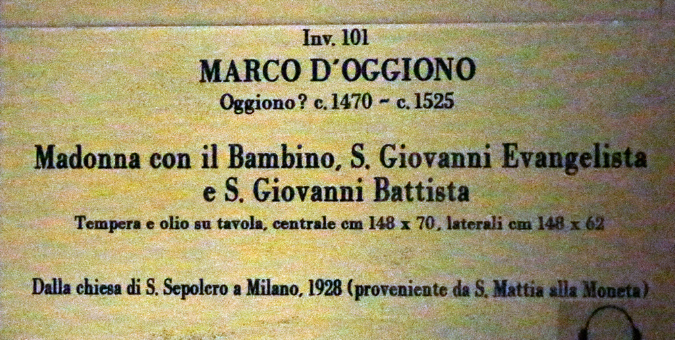 Inv. 101
MARCO D'OGGIONO
Oggiono? c. 1470 ~ c. 1525
Madonna con il Bambino, S. Giovanni Evangelista
e S. Giovanni Battista
Tempera e olio su tavola, centrale cm 148 x 70, laterali cm 148 x 62
Dalla chiesa di S. Sepolcro a Milano, 1928 (proveniente da S. Mattia alla Moneta)